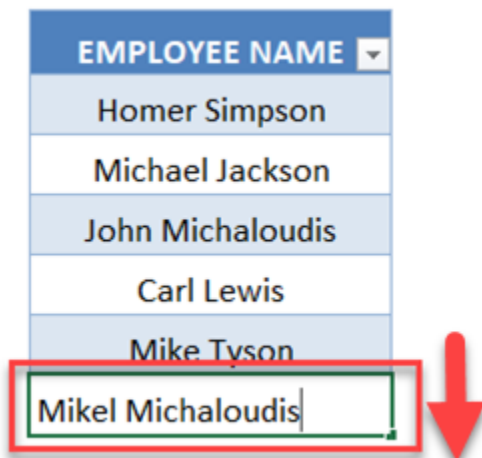 EMPLOYEE NAME
Homer Simpson
Michael Jackson
John Michaloudis
Carl Lewis
Mike Tyson
Mikel Michaloudis